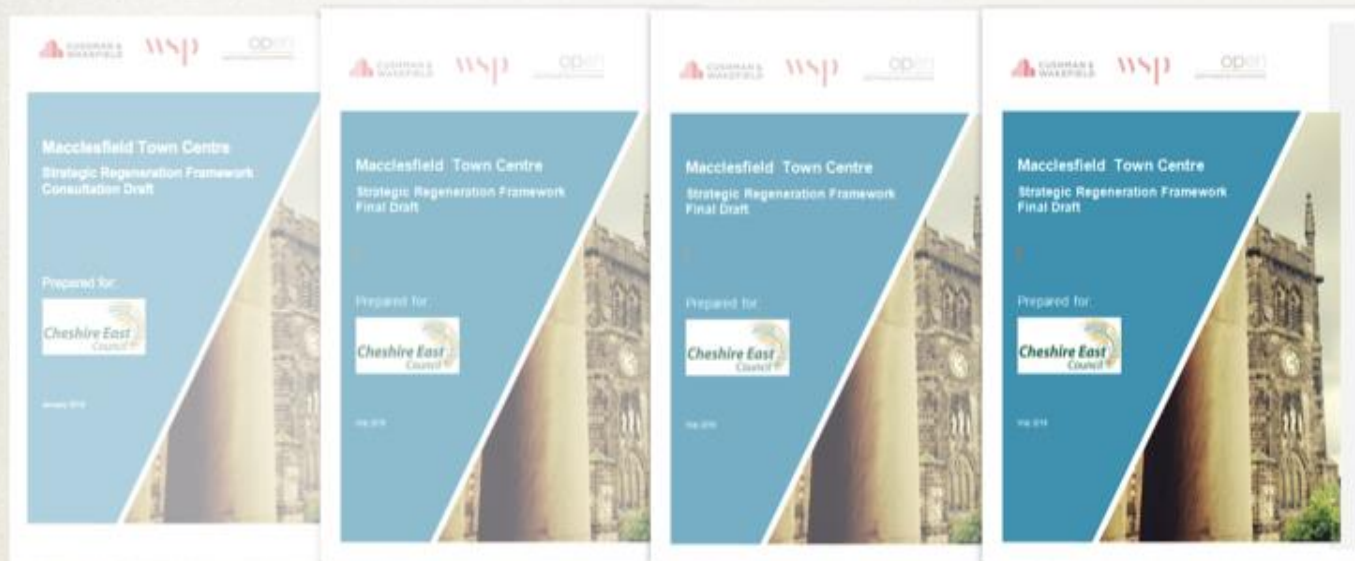 CUSHMAN & WAKEFIELD
wsp
open
Macclesfield Town Centre
Strategic Regeneration Framework
Consultation Draft
Prepared for:
Cheshire East
Council
January 2019
CUSHMAN & WAKEFIELD
wsp
open
Macclesfield Town Centre
Strategic Regeneration Framework
Final Draft
Prepared for:
Cheshire East
Council
CUSHMAN & WAKEFIELD
wsp
open
Macclesfield Town Centre
Strategic Regeneration Framework
Final Draft
Prepared for:
Cheshire East
Council
CUSHMAN & WAKEFIELD
wsp
open
Macclesfield Town Centre
Strategic Regeneration Framework
Final Draft
Prepared for:
Cheshire East
Council